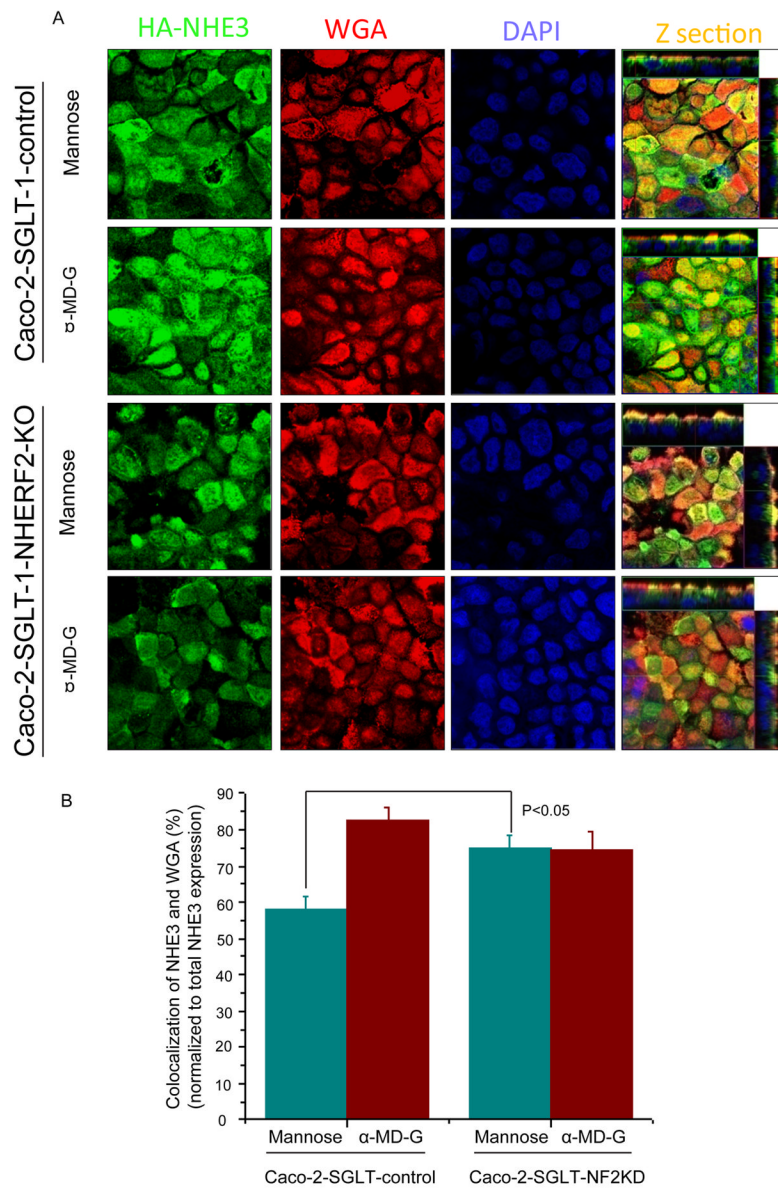 A
HA-NHE3 WGA DAPI Z section
Caco-2-SGLT-1-control
Mannose
ʊ-MD-G
Caco-2-SGLT-1-NHERF2-KO
Mannose
ʊ-MD-G
B
Colocalization of NHE3 and WGA (%)
(normalized to total NHE3 expression)
90
80
70
60
50
40
30
20
10
0
P<0.05
Mannose α-MD-G Mannose α-MD-G
Caco-2-SGLT-control Caco-2-SGLT-NF2KD